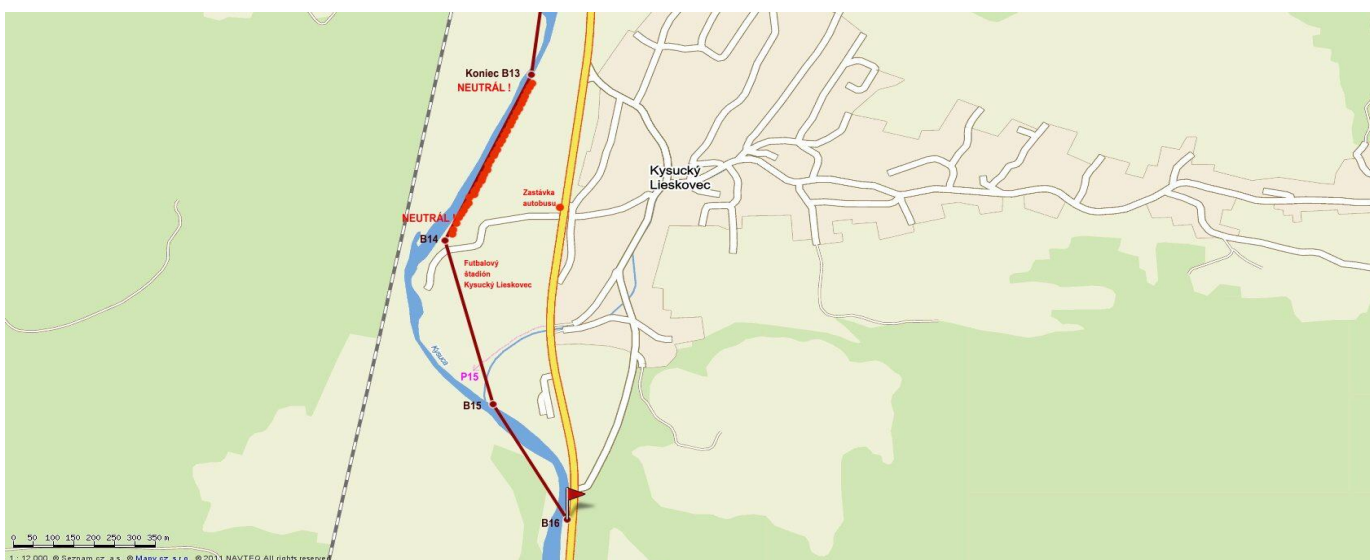 Koniec B13
NEUTRÁL !
Kysucký
Lieskovec
Zastávka
autobusu
NEUTRÁL !
B14
Futbalový
štadión
Kysucký Lieskovec
Kysuca
P15
B15
B16
0 50 100 150 200 250 300 350 m
1 : 12 000 © Seznam.cz, a.s., © Mapy.cz, s.r.o., © 2011 NAVTEQ All rights reserved